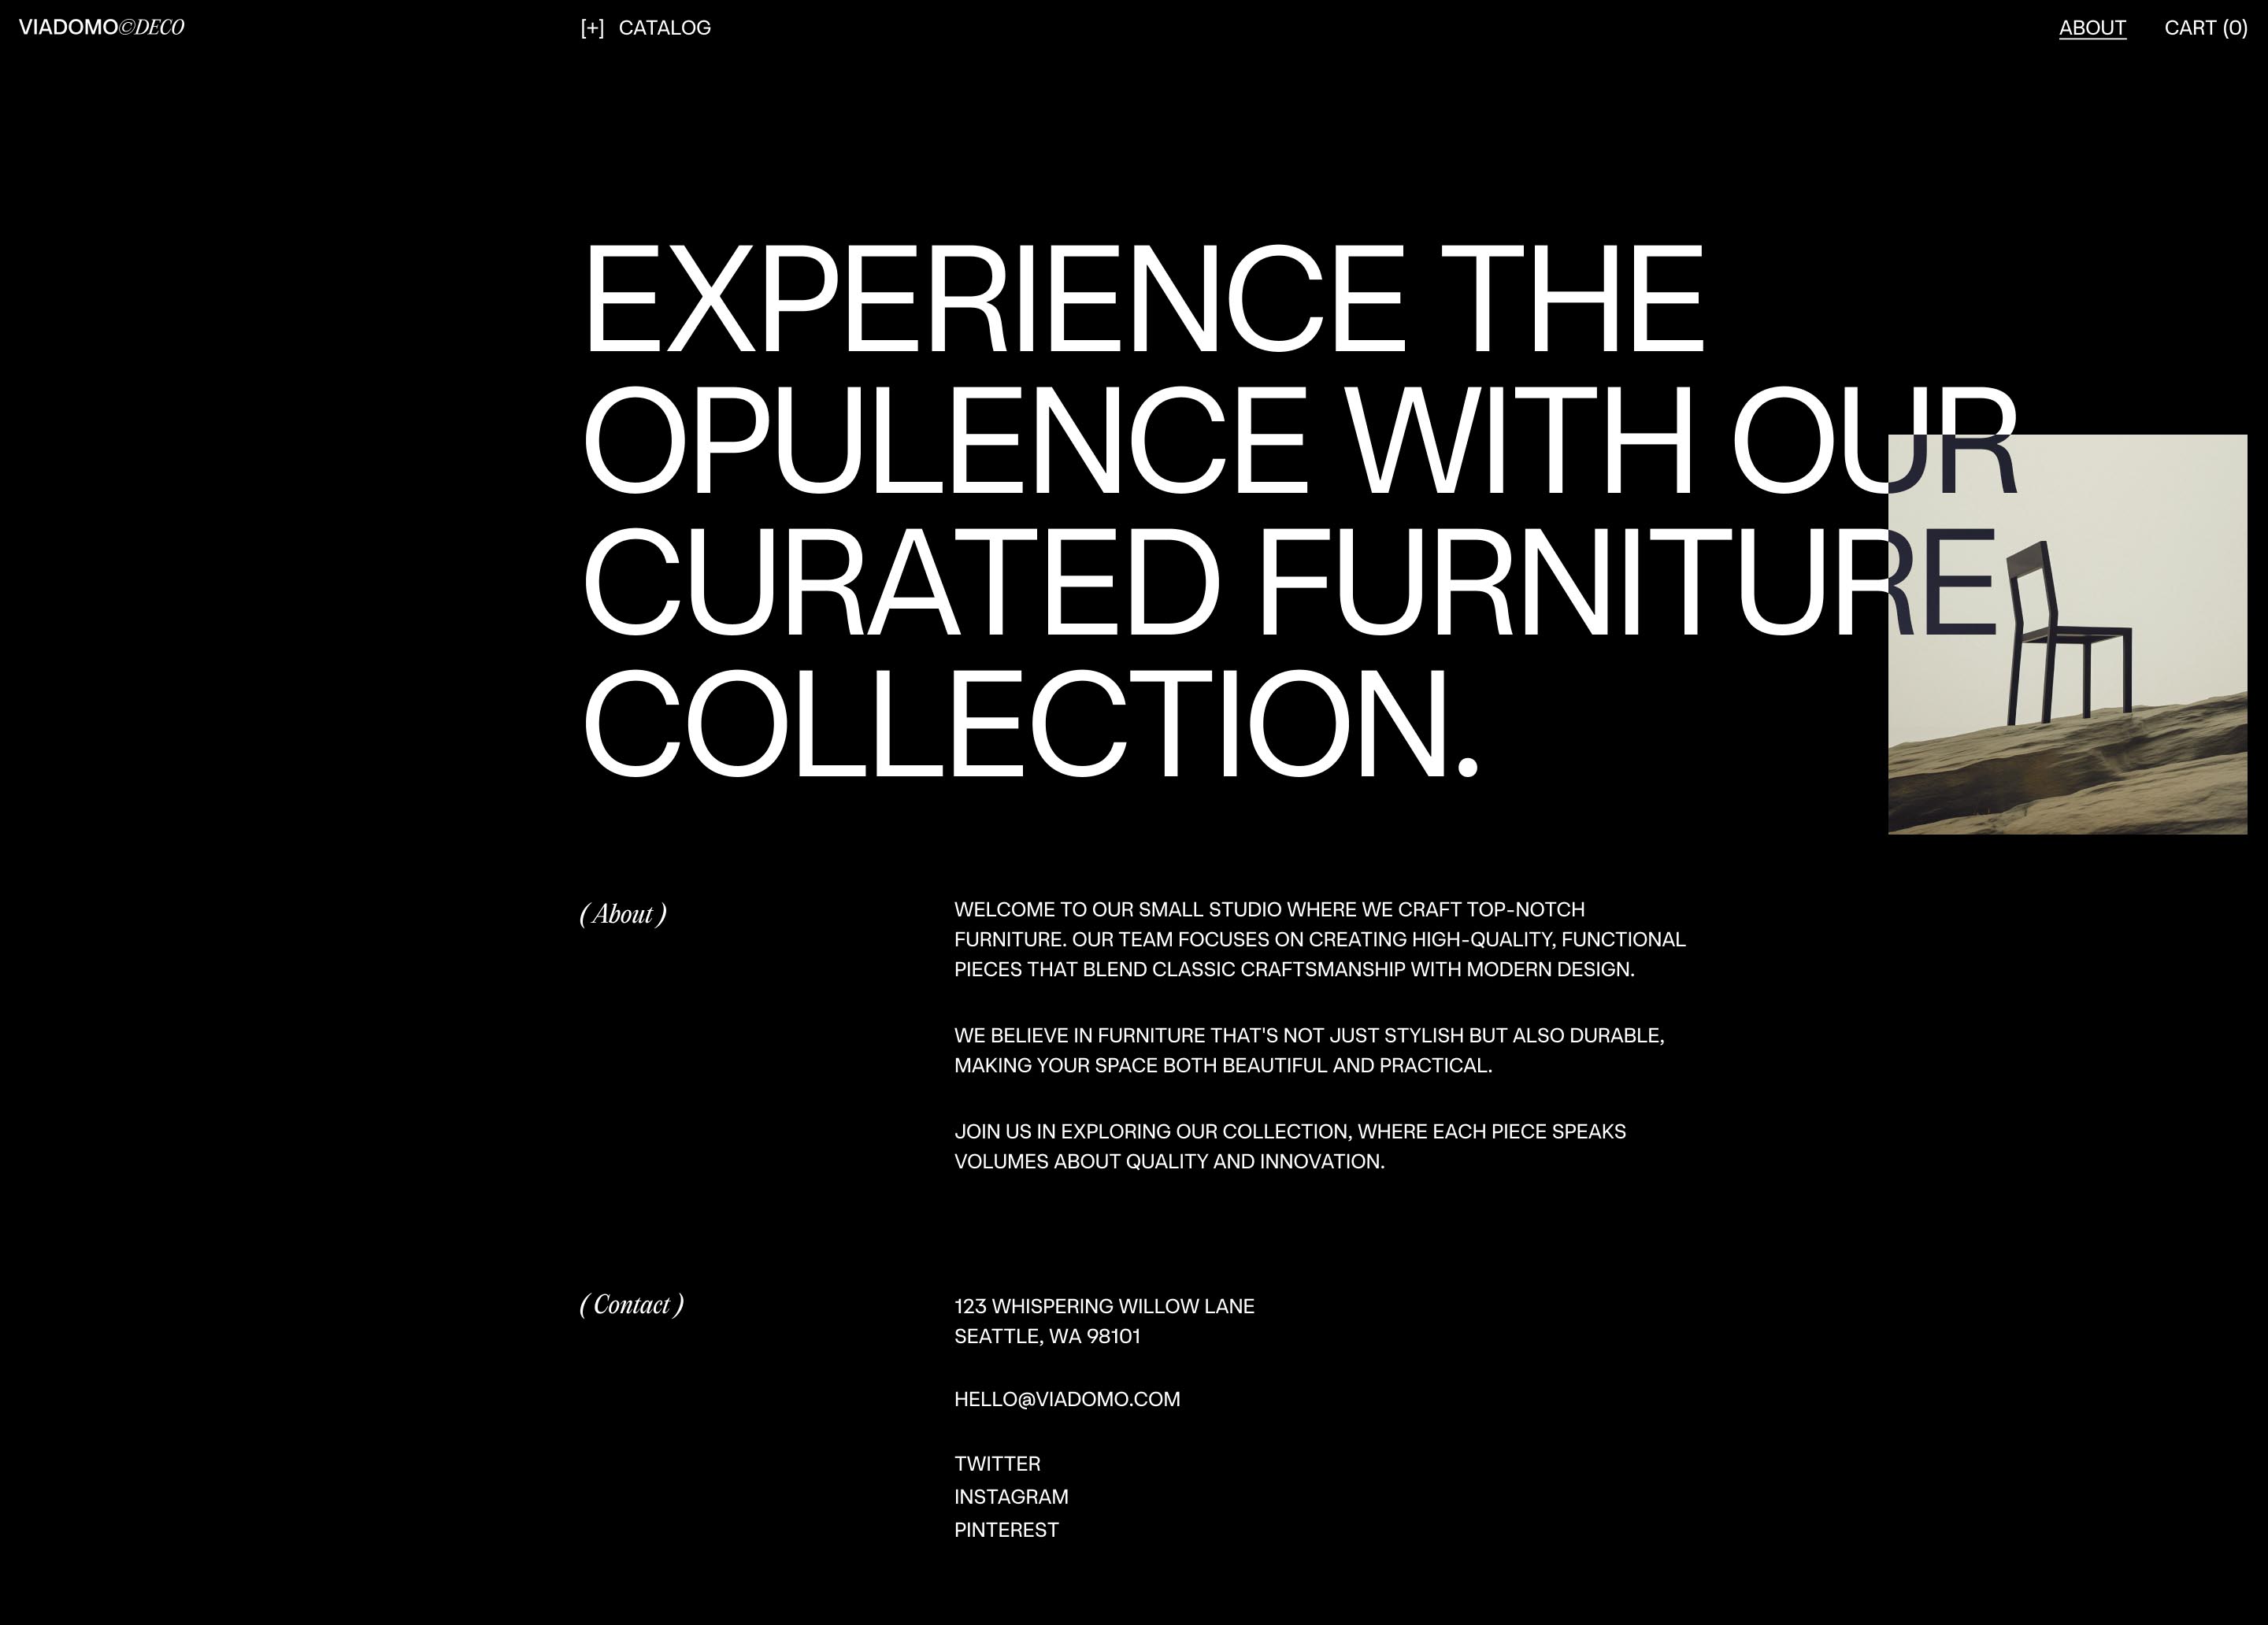 VIADOMO©DECO
[+] CATALOG
ABOUT
CART (0)
EXPERIENCE THE
OPULENCE WITH OUR
CURATED FURNITURE
COLLECTION.
( About )
WELCOME TO OUR SMALL STUDIO WHERE WE CRAFT TOP-NOTCH
FURNITURE. OUR TEAM FOCUSES ON CREATING HIGH-QUALITY, FUNCTIONAL
PIECES THAT BLEND CLASSIC CRAFTSMANSHIP WITH MODERN DESIGN.
WE BELIEVE IN FURNITURE THAT'S NOT JUST STYLISH BUT ALSO DURABLE,
MAKING YOUR SPACE BOTH BEAUTIFUL AND PRACTICAL.
JOIN US IN EXPLORING OUR COLLECTION, WHERE EACH PIECE SPEAKS
VOLUMES ABOUT QUALITY AND INNOVATION.
( Contact )
123 WHISPERING WILLOW LANE
SEATTLE, WA 98101
HELLO@VIADOMO.COM
TWITTER
INSTAGRAM
PINTEREST